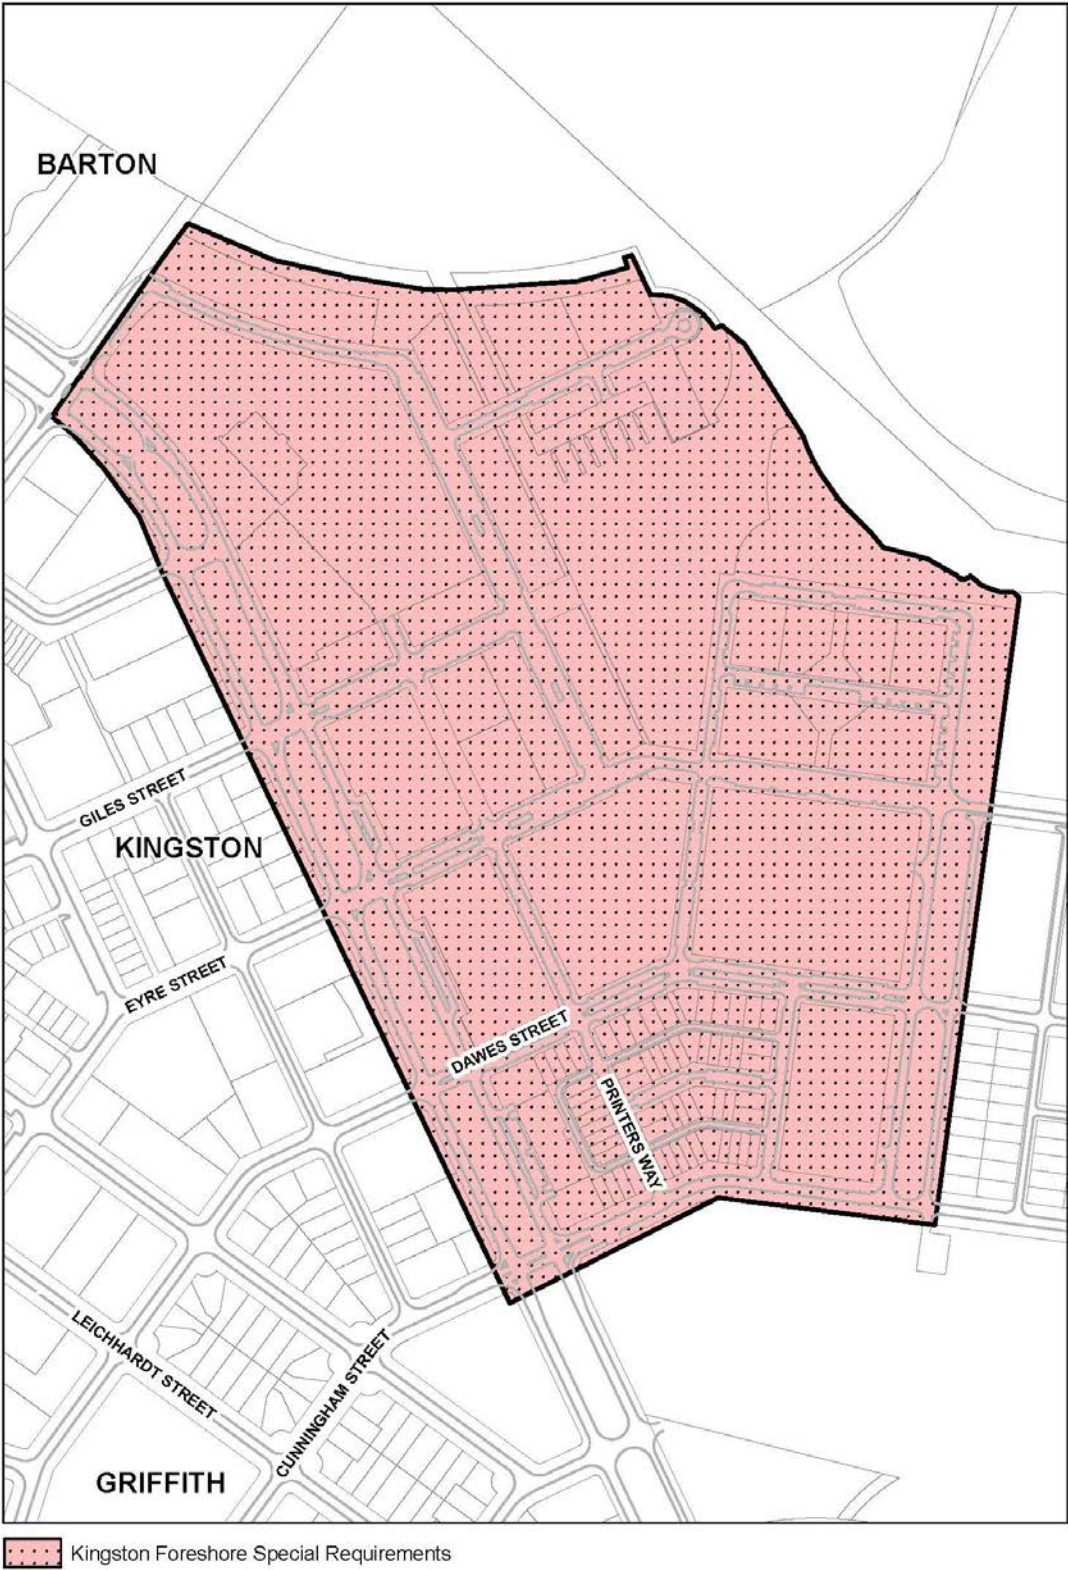 BARTON
GILES STREET
KINGSTON
EYRE STREET
DAWES STREET
PRINTERS WAY
LEICHHARDT STREET
CUNNINGHAM STREET
GRIFFITH
Kingston Foreshore Special Requirements